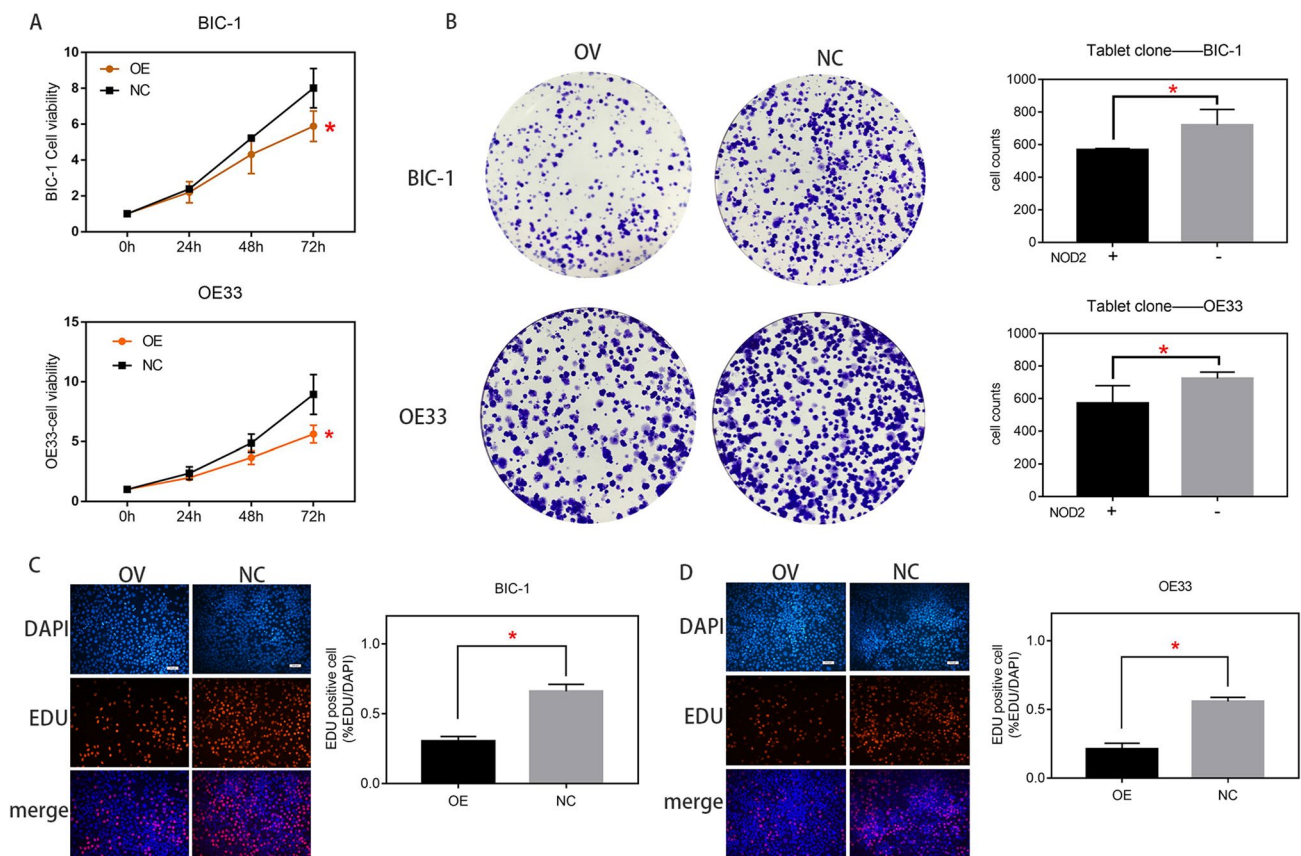 A
BIC-1
BIC-1 Cell viability
10
8
6
4
2
0
OE
NC
*
0h 24h 48h 72h
OE33
OE33-cell viability
15
10
5
0
OE
NC
*
0h 24h 48h 72h
B
OV NC
BIC-1
OE33
Tablet clone——BIC-1
cell counts
1000
800
600
400
200
0
*
NOD2 + -
Tablet clone——OE33
cell counts
1000
800
600
400
200
0
*
NOD2 + -
C
OV NC
DAPI
EDU
merge
BIC-1
EDU positive cell
(%EDU/DAPI)
1.0
0.5
0.0
*
OE NC
D
OV NC
DAPI
EDU
merge
OE33
EDU positive cell
(%EDU/DAPI)
1.0
0.5
0.0
*
OE NC